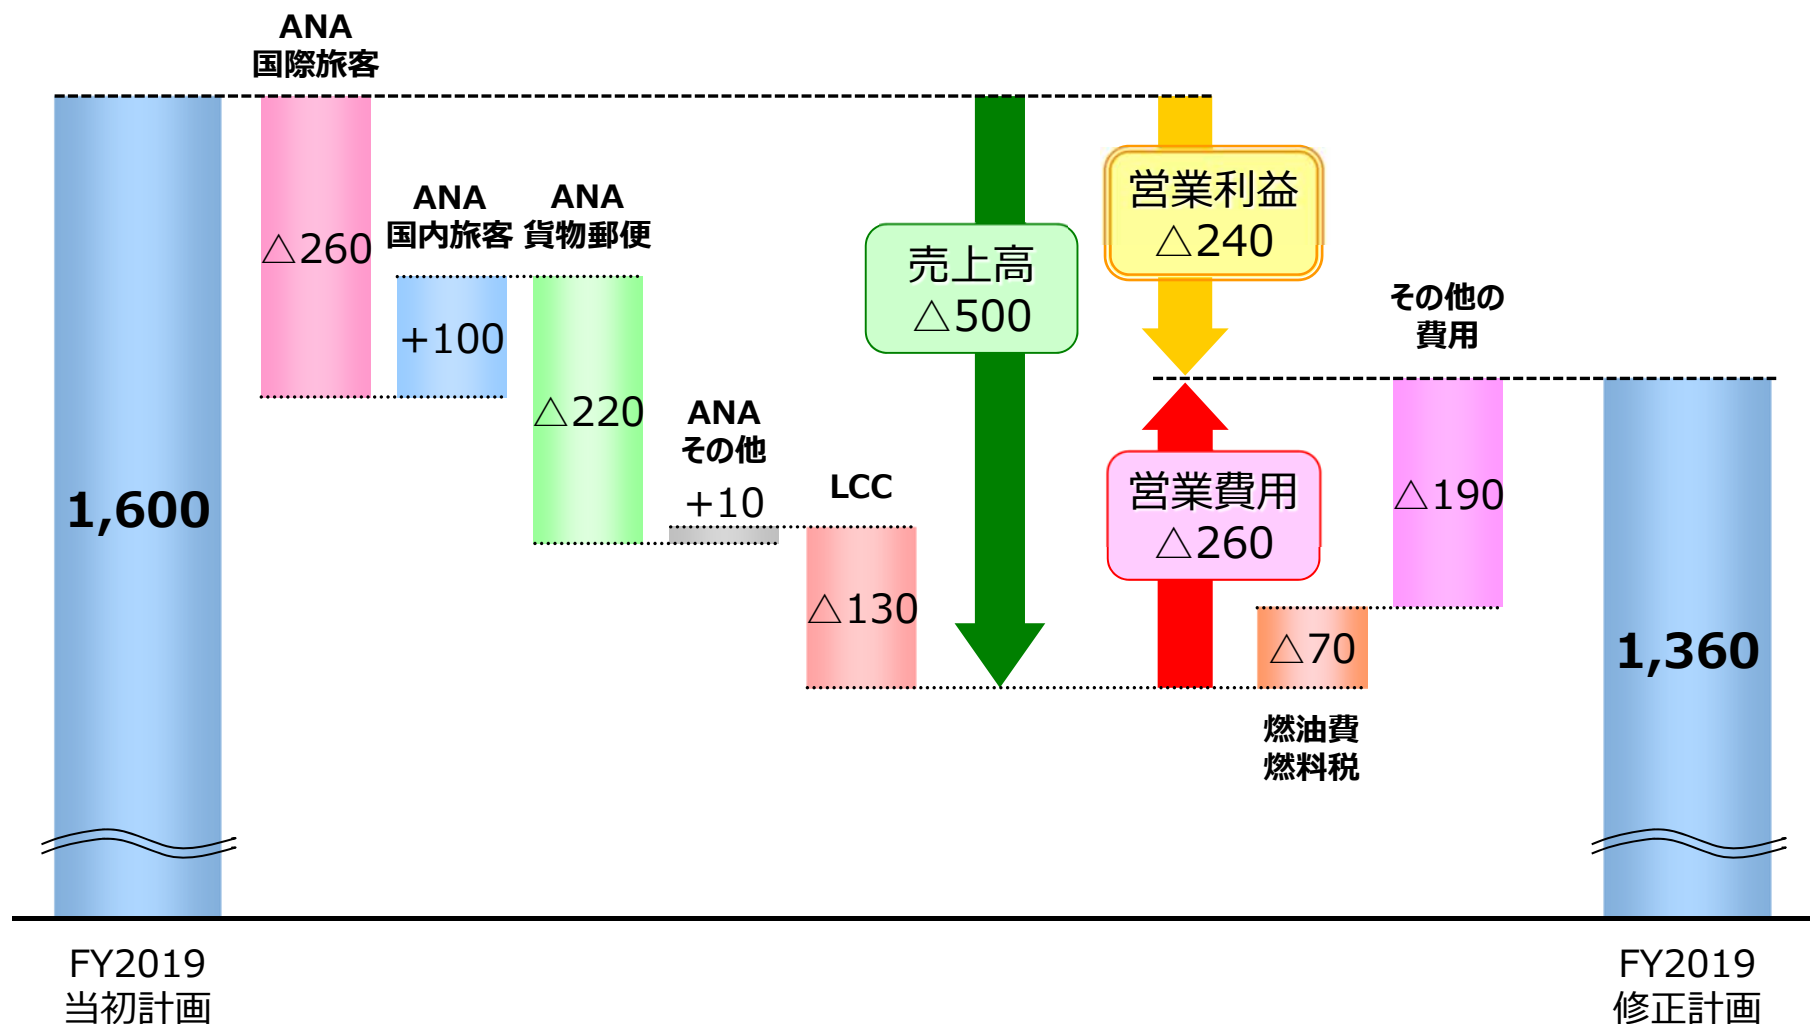 ANA
国際旅客
△260
ANA
国内旅客
+100
ANA
貨物郵便
△220
ANA
その他
+10
LCC
△130
売上高
△500
営業利益
△240
営業費用
△260
その他の
費用
△190
△70
燃油費
燃料税
1,600
1,360
FY2019
当初計画
FY2019
修正計画